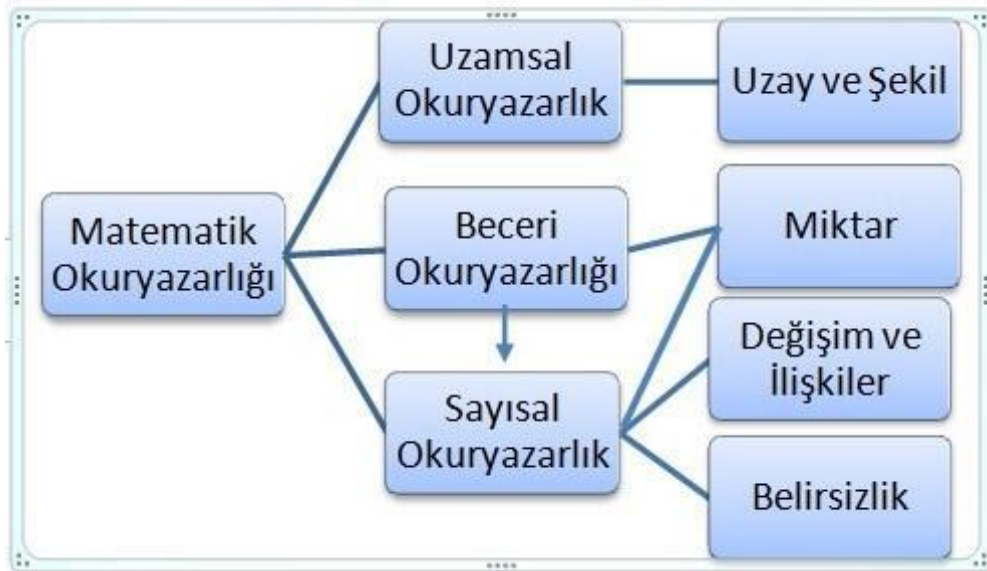 Matematik
Okuryazarlığı
Uzamsal
Okuryazarlık
Beceri
Okuryazarlığı
Sayısal
Okuryazarlık
Uzay ve Şekil
Miktar
Değişim ve
İlişkiler
Belirsizlik